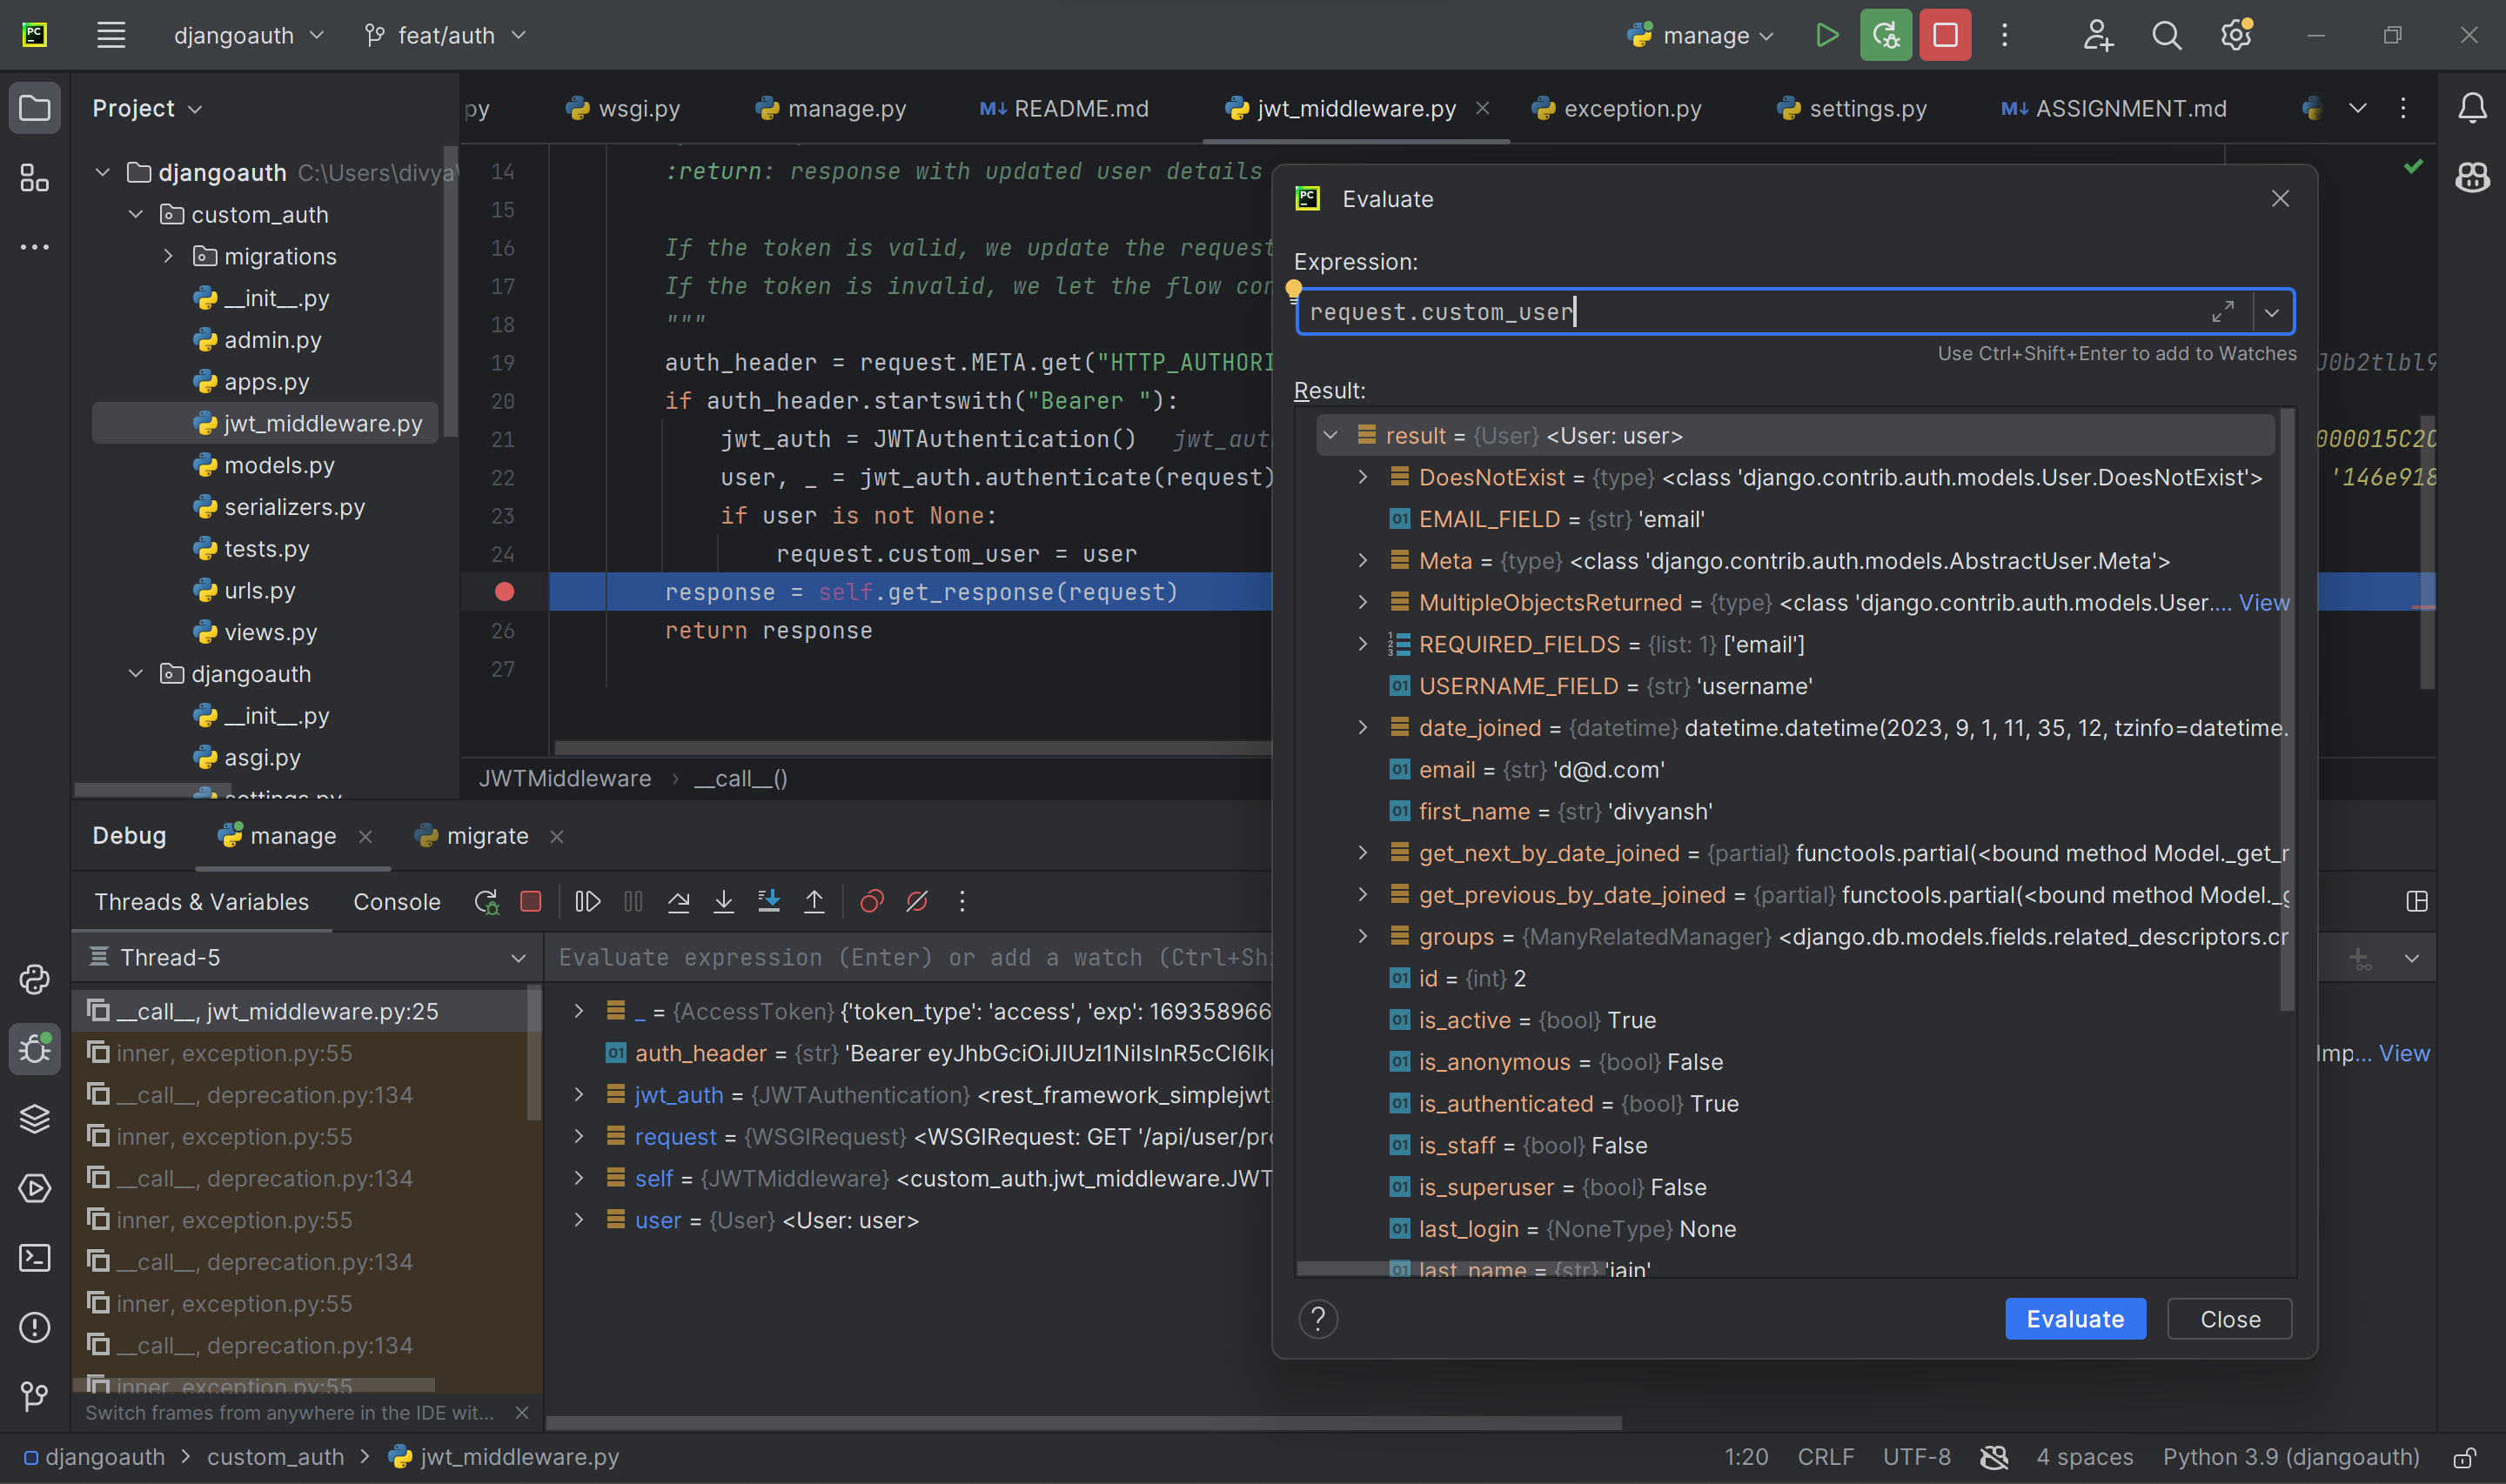 djangoauth
feat/auth
manage
Project
py
wsgi.py
manage.py
README.md
jwt_middleware.py
exception.py
settings.py
ASSIGNMENT.md
djangoauth C:\Users\divya\
custom_auth
migrations
__init__.py
admin.py
apps.py
jwt_middleware.py
models.py
serializers.py
tests.py
urls.py
views.py
djangoauth
__init__.py
asgi.py
settings.py
14 :return: response with updated user details
15
16 If the token is valid, we update the request
17 If the token is invalid, we let the flow con
18 """
19 auth_header = request.META.get("HTTP_AUTHORI
20 if auth_header.startswith("Bearer "):
21 jwt_auth = JWTAuthentication() jwt_aut
22 user, _ = jwt_auth.authenticate(request)
23 if user is not None:
24 request.custom_user = user
response = self.get_response(request)
26 return response
27
J0b2tlbl9
000015C2C
'146e918
JWTMiddleware
__call__()
Evaluate
Expression:
request.custom_user
Use Ctrl+Shift+Enter to add to Watches
Result:
result = {User} <User: user>
DoesNotExist = {type} <class 'django.contrib.auth.models.User.DoesNotExist'>
EMAIL_FIELD = {str} 'email'
Meta = {type} <class 'django.contrib.auth.models.AbstractUser.Meta'>
MultipleObjectsReturned = {type} <class 'django.contrib.auth.models.User.... View
REQUIRED_FIELDS = {list: 1} ['email']
USERNAME_FIELD = {str} 'username'
date_joined = {datetime} datetime.datetime(2023, 9, 1, 11, 35, 12, tzinfo=datetime.
email = {str} 'd@d.com'
first_name = {str} 'divyansh'
get_next_by_date_joined = {partial} functools.partial(<bound method Model._get_r
get_previous_by_date_joined = {partial} functools.partial(<bound method Model._g
groups = {ManyRelatedManager} <django.db.models.fields.related_descriptors.cr
id = {int} 2
is_active = {bool} True
is_anonymous = {bool} False
is_authenticated = {bool} True
is_staff = {bool} False
is_superuser = {bool} False
last_login = {NoneType} None
last_name = {str} 'jain'
Evaluate
Close
Debug
manage
migrate
Threads & Variables
Console
Thread-5
Evaluate expression (Enter) or add a watch (Ctrl+Shi
__call__, jwt_middleware.py:25
inner, exception.py:55
__call__, deprecation.py:134
inner, exception.py:55
__call__, deprecation.py:134
inner, exception.py:55
__call__, deprecation.py:134
inner, exception.py:55
__call__, deprecation.py:134
inner, exception.py:55
Switch frames from anywhere in the IDE wit...
_ = {AccessToken} {'token_type': 'access', 'exp': 169358966
auth_header = {str} 'Bearer eyJhbGciOiJIUzI1NiIsInR5cCI6Ik
Imp... View
jwt_auth = {JWTAuthentication} <rest_framework_simplejwt.
request = {WSGIRequest} <WSGIRequest: GET '/api/user/pro
self = {JWTMiddleware} <custom_auth.jwt_middleware.JWT
user = {User} <User: user>
djangoauth
custom_auth
jwt_middleware.py
1:20
CRLF
UTF-8
4 spaces
Python 3.9 (djangoauth)